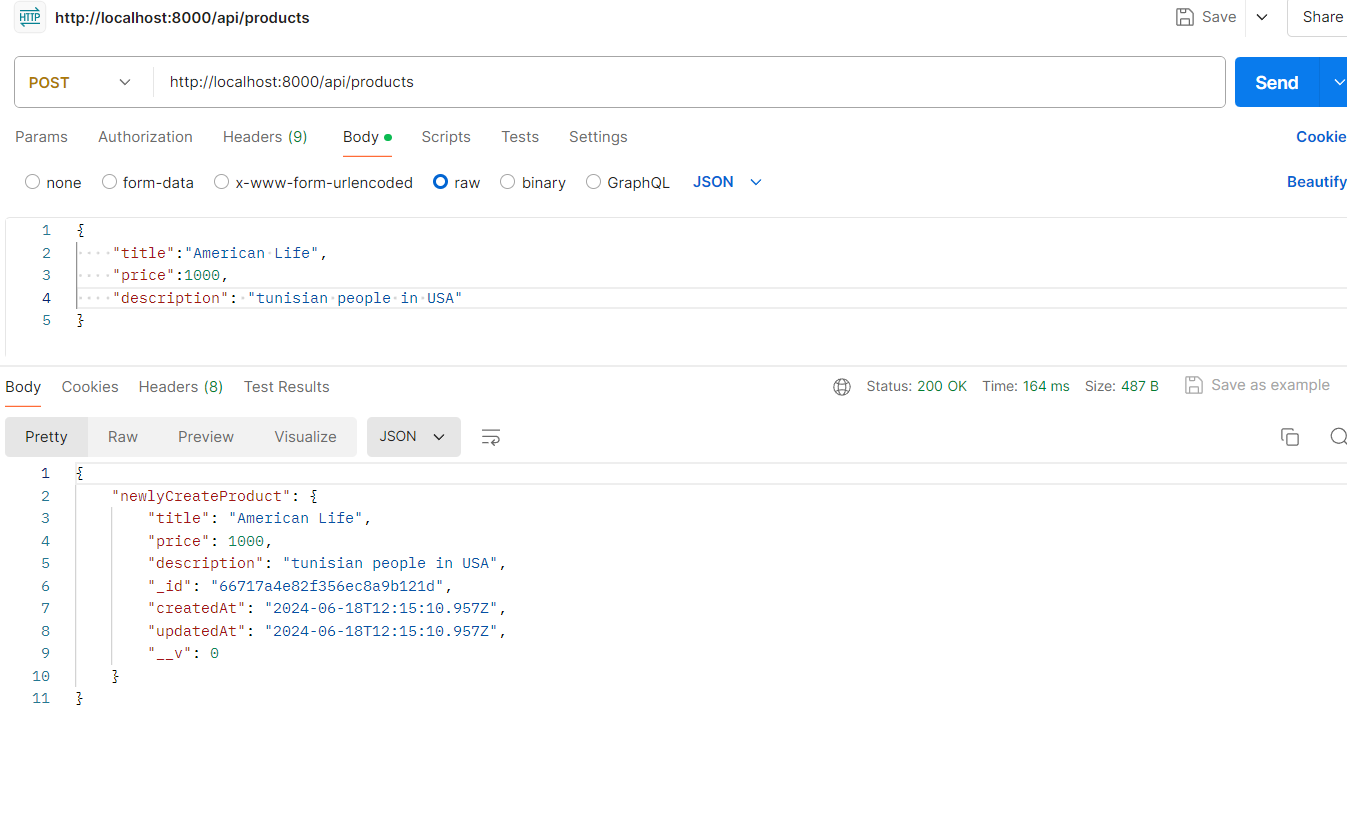 HTTP http://localhost:8000/api/products Save Share
POST http://localhost:8000/api/products Send
Params Authorization Headers (9) Body Scripts Tests Settings Cookie
none form-data x-www-form-urlencoded raw binary GraphQL JSON Beautify
1 {
2 "title":"American Life",
3 "price":1000,
4 "description": "tunisian people in USA"
5 }
Body Cookies Headers (8) Test Results Status: 200 OK Time: 164 ms Size: 487 B Save as example
Pretty Raw Preview Visualize JSON
1 {
2 "newlyCreateProduct": {
3 "title": "American Life",
4 "price": 1000,
5 "description": "tunisian people in USA",
6 "_id": "66717a4e82f356ec8a9b121d",
7 "createdAt": "2024-06-18T12:15:10.957Z",
8 "updatedAt": "2024-06-18T12:15:10.957Z",
9 "__v": 0
10 }
11 }